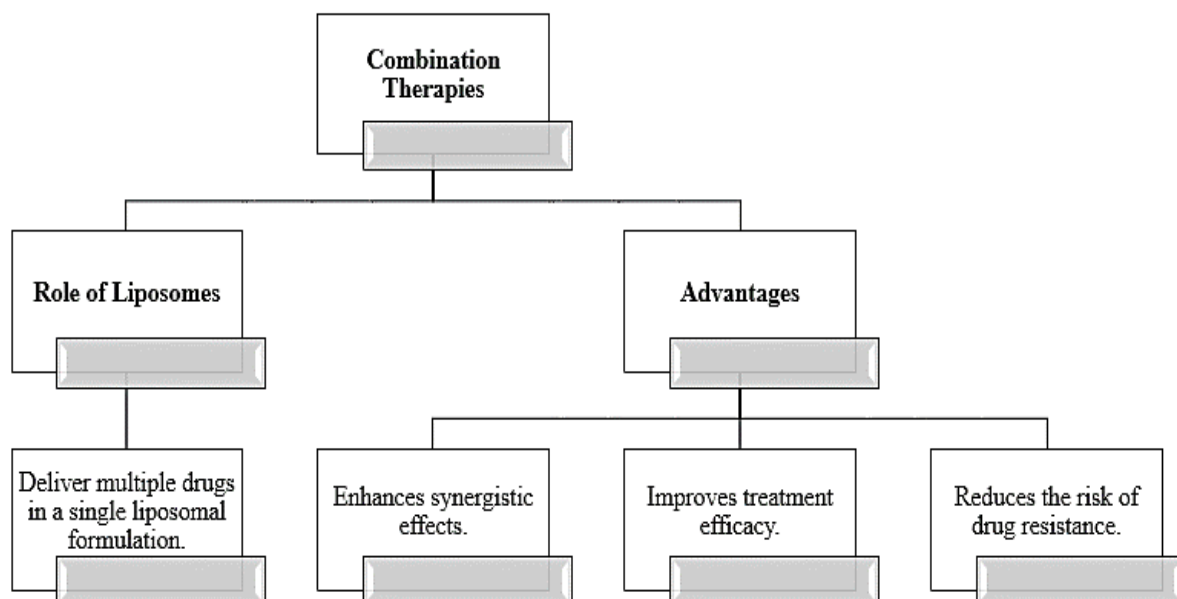 Combination
Therapies
Role of Liposomes
Advantages
Deliver multiple drugs
in a single liposomal
formulation.
Enhances synergistic
effects.
Improves treatment
efficacy.
Reduces the risk of
drug resistance.